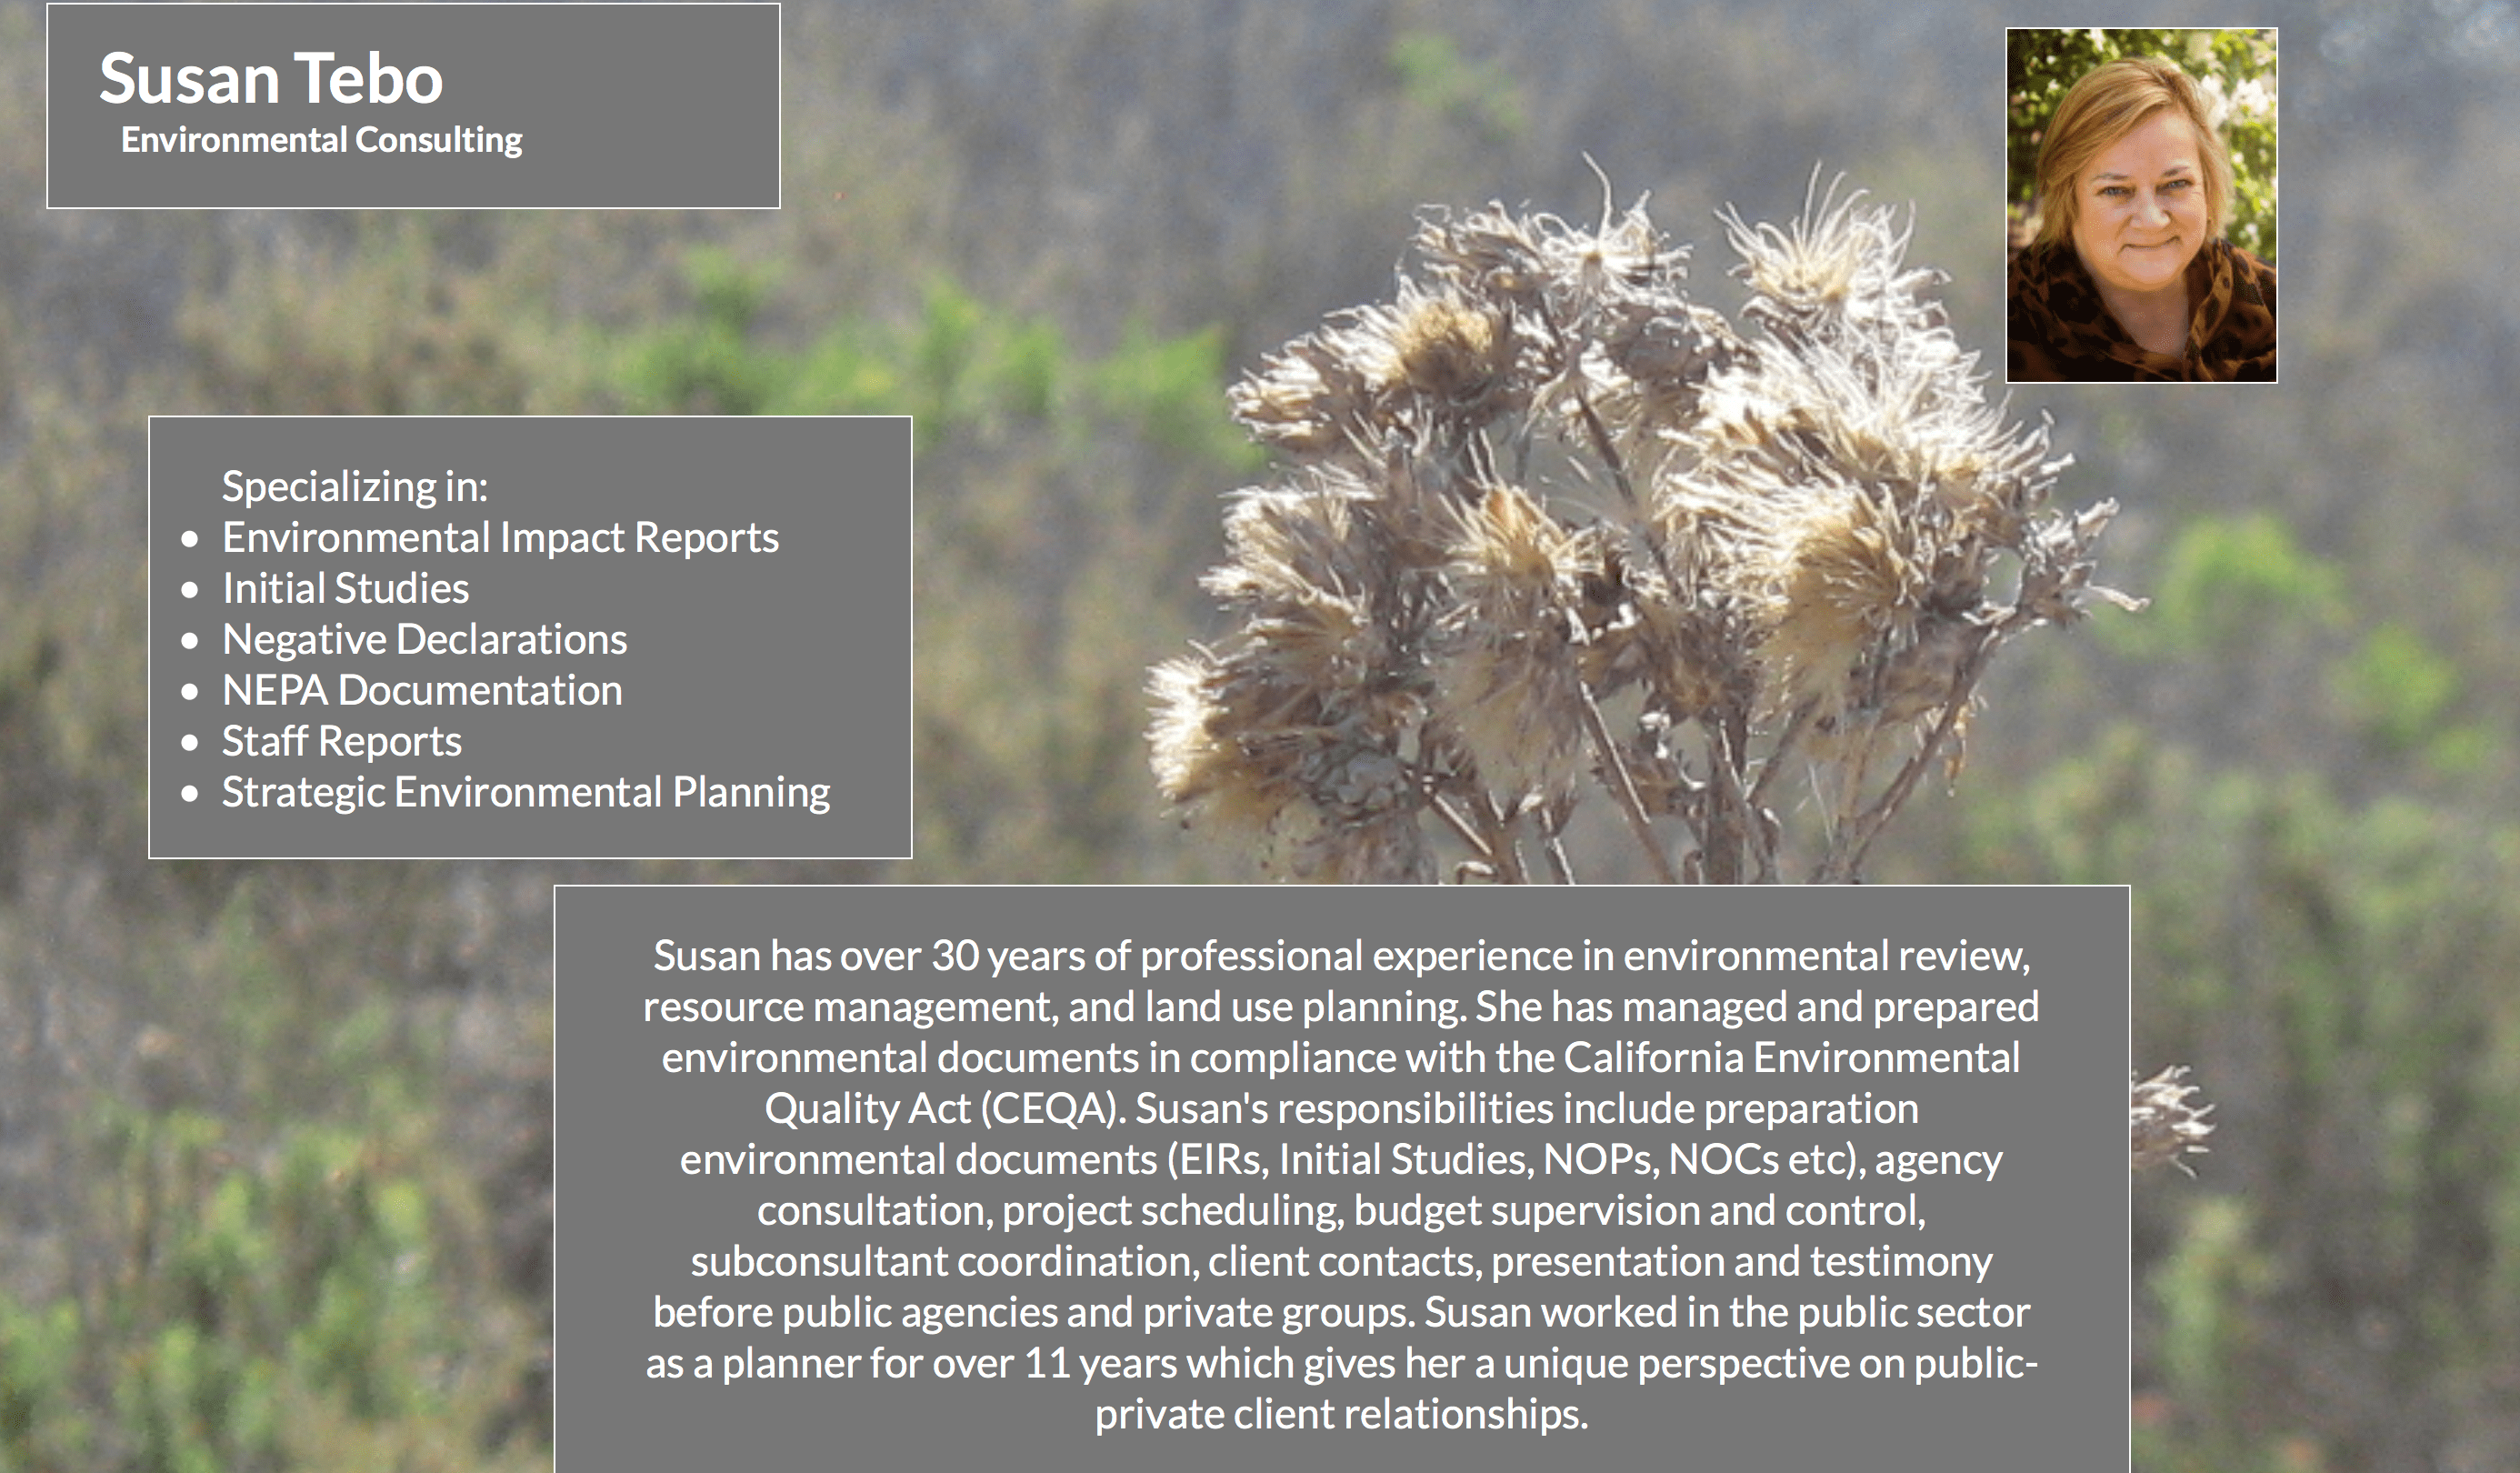 Susan Tebo
Environmental Consulting
Specializing in:
● Environmental Impact Reports
● Initial Studies
● Negative Declarations
● NEPA Documentation
● Staff Reports
● Strategic Environmental Planning
Susan has over 30 years of professional experience in environmental review,
resource management, and land use planning. She has managed and prepared
environmental documents in compliance with the California Environmental
Quality Act (CEQA). Susan's responsibilities include preparation
environmental documents (EIRs, Initial Studies, NOPs, NOCs etc), agency
consultation, project scheduling, budget supervision and control,
subconsultant coordination, client contacts, presentation and testimony
before public agencies and private groups. Susan worked in the public sector
as a planner for over 11 years which gives her a unique perspective on public-
private client relationships.